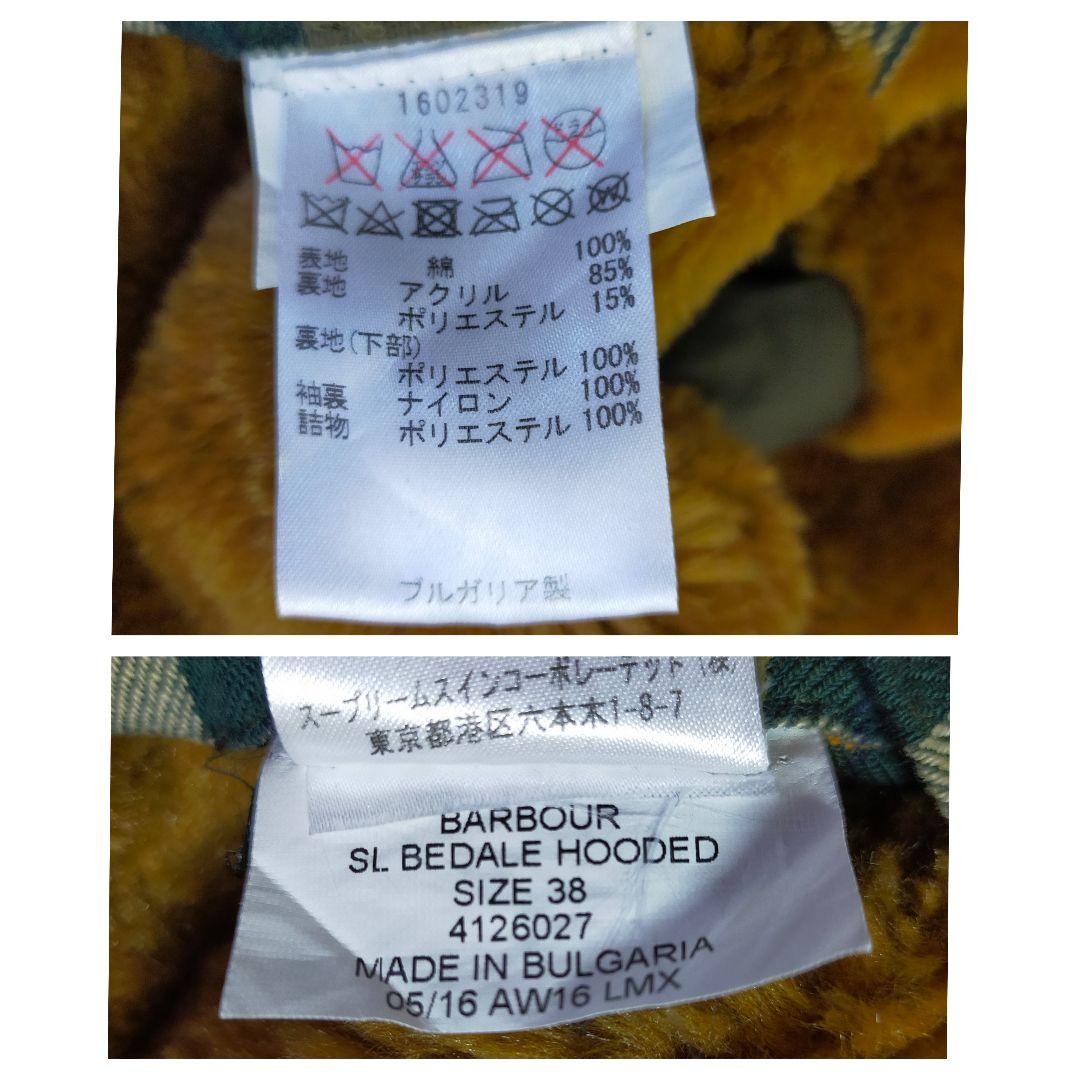 1602319
ドライ
表地 綿 100%
裏地 アクリル 85%
ポリエステル 15%
裏地(下部)
ポリエステル 100%
袖裏 ナイロン 100%
詰物 ポリエステル 100%
ブルガリア製
スープリームスインコーポレーテッド(株)
東京都港区六本木1-8-7
BARBOUR
SL BEDALE HOODED
SIZE 38
4126027
MADE IN BULGARIA
05/16 AW16 LMX